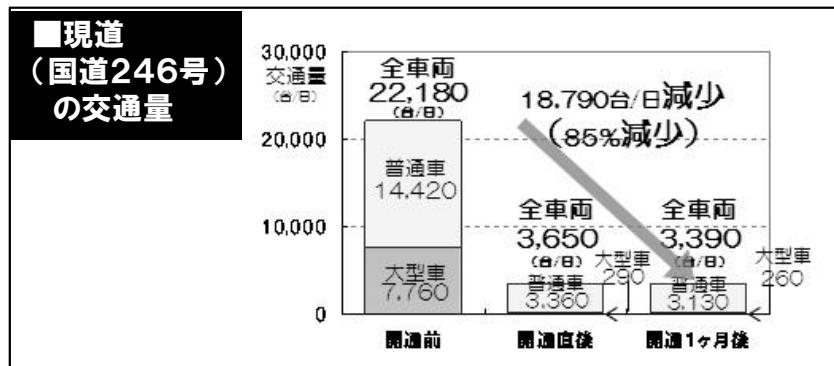 ■現道
(国道246号)
の交通量
30,000
交通量
(台/日)
20,000
10,000
0
全車両
22,180
(台/日)
普通車
14,420
大型車
7,760
18.790台/日減少
(85%減少)
全車両
3,650
(台/日)
大型車
290
普通車
3,360
全車両
3,390
(台/日)
大型車
260
普通車
3,130
開通前
開通直後
開通1ヶ月後